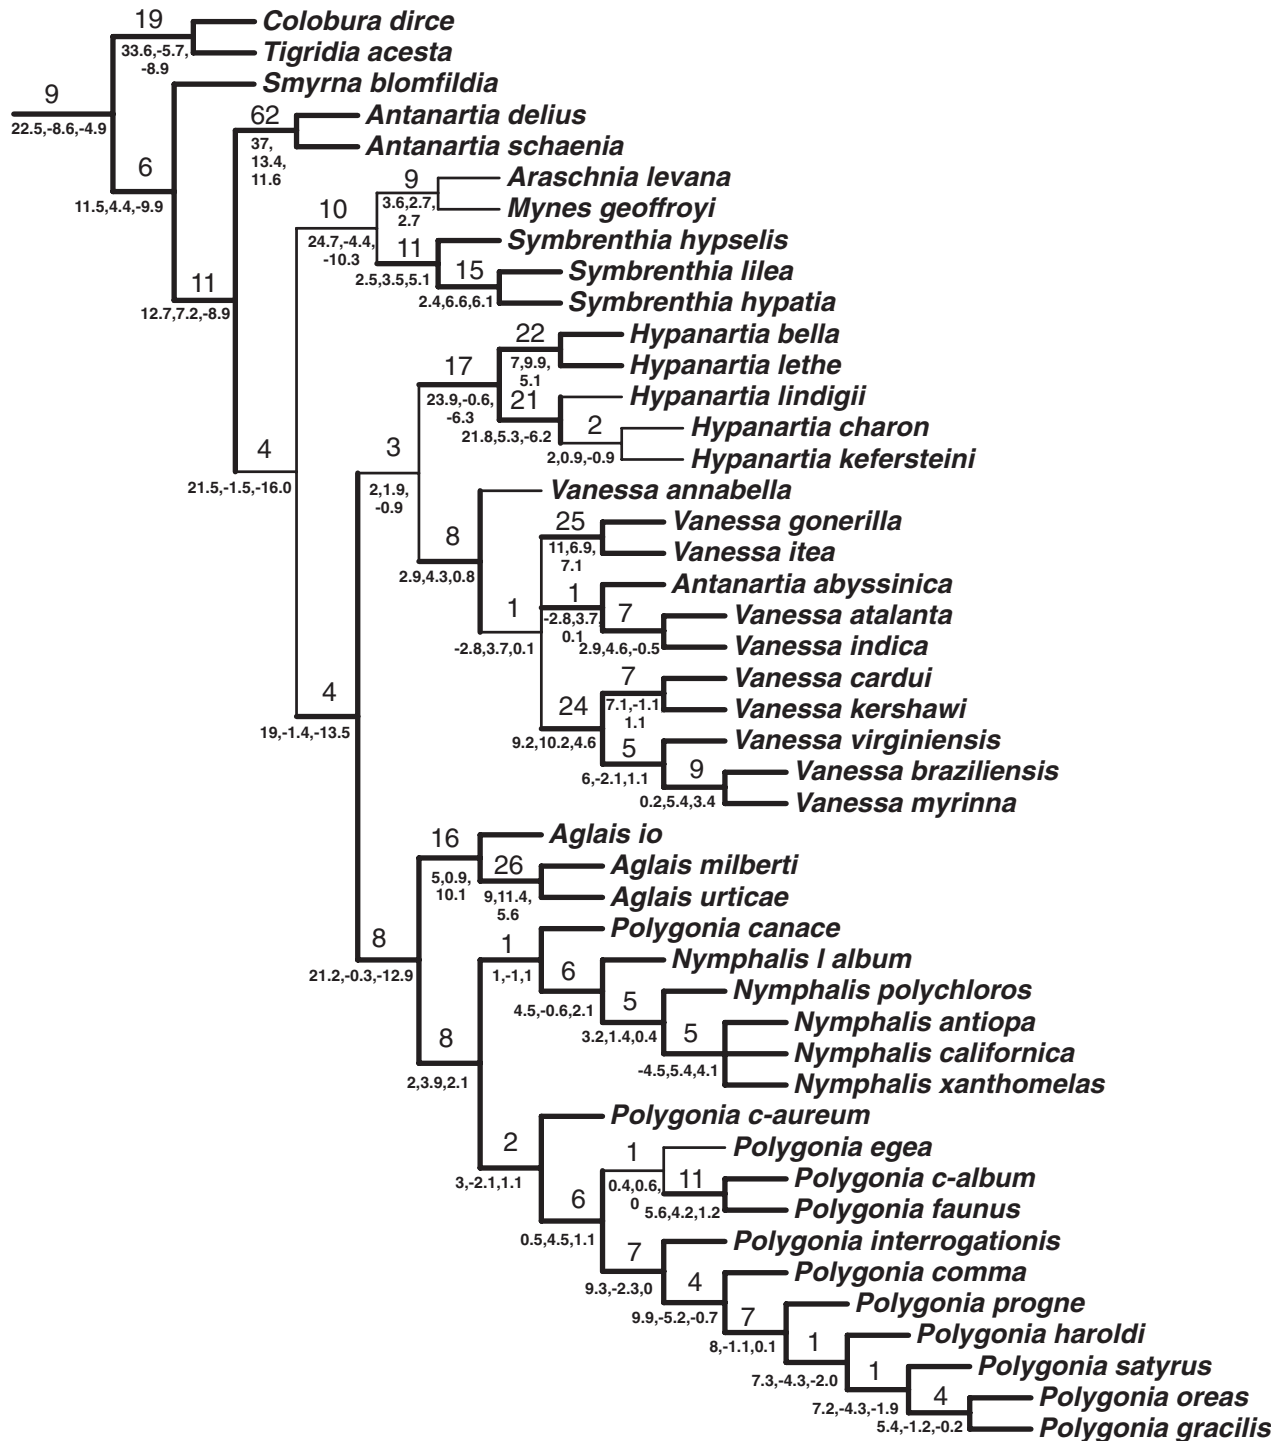 19
Colobura dirce
33.6,-5.7,
-8.9
Tigridia acesta
9
Smyrna blomfildia
22.5,-8.6,-4.9
62
Antanartia delius
37,
13.4,
11.6
Antanartia schaenia
6
11.5,4.4,-9.9
9
Araschnia levana
3.6,2.7,
2.7
Mynes geoffroyi
10
24.7,-4.4,
-10.3
11
Symbrenthia hypselis
2.5,3.5,5.1
15
Symbrenthia lilea
2.4,6.6,6.1
Symbrenthia hypatia
11
12.7,7.2,-8.9
22
Hypanartia bella
7,9.9,
5.1
Hypanartia lethe
17
23.9,-0.6,
-6.3
21
Hypanartia lindigii
21.8,5.3,-6.2
2
Hypanartia charon
2,0.9,-0.9
Hypanartia kefersteini
4
21.5,-1.5,-16.0
3
2,1.9,
-0.9
Vanessa annabella
8
2.9,4.3,0.8
25
Vanessa gonerilla
11,6.9,
7.1
Vanessa itea
1
-2.8,3.7,0.1
1
Antanartia abyssinica
-2.8,3.7,
0.1
7
Vanessa atalanta
2.9,4.6,-0.5
Vanessa indica
7
Vanessa cardui
7.1,-1.1
1.1
Vanessa kershawi
24
9.2,10.2,4.6
5
Vanessa virginiensis
6,-2.1,1.1
9
Vanessa braziliensis
0.2,5.4,3.4
Vanessa myrinna
4
19,-1.4,-13.5
16
Aglais io
5,0.9,
10.1
26
Aglais milberti
9,11.4,
5.6
Aglais urticae
8
21.2,-0.3,-12.9
1
Polygonia canace
1,-1,1
6
Nymphalis l album
4.5,-0.6,2.1
5
Nymphalis polychloros
3.2,1.4,0.4
5
Nymphalis antiopa
Nymphalis californica
-4.5,5.4,4.1
Nymphalis xanthomelas
8
2,3.9,2.1
Polygonia c-aureum
2
3,-2.1,1.1
1
Polygonia egea
0.4,0.6,
0
11
Polygonia c-album
5.6,4.2,1.2
Polygonia faunus
6
0.5,4.5,1.1
7
Polygonia interrogationis
9.3,-2.3,0
4
Polygonia comma
9.9,-5.2,-0.7
7
Polygonia progne
8,-1.1,0.1
1
Polygonia haroldi
7.3,-4.3,-2.0
1
Polygonia satyrus
7.2,-4.3,-1.9
4
Polygonia oreas
5.4,-1.2,-0.2
Polygonia gracilis